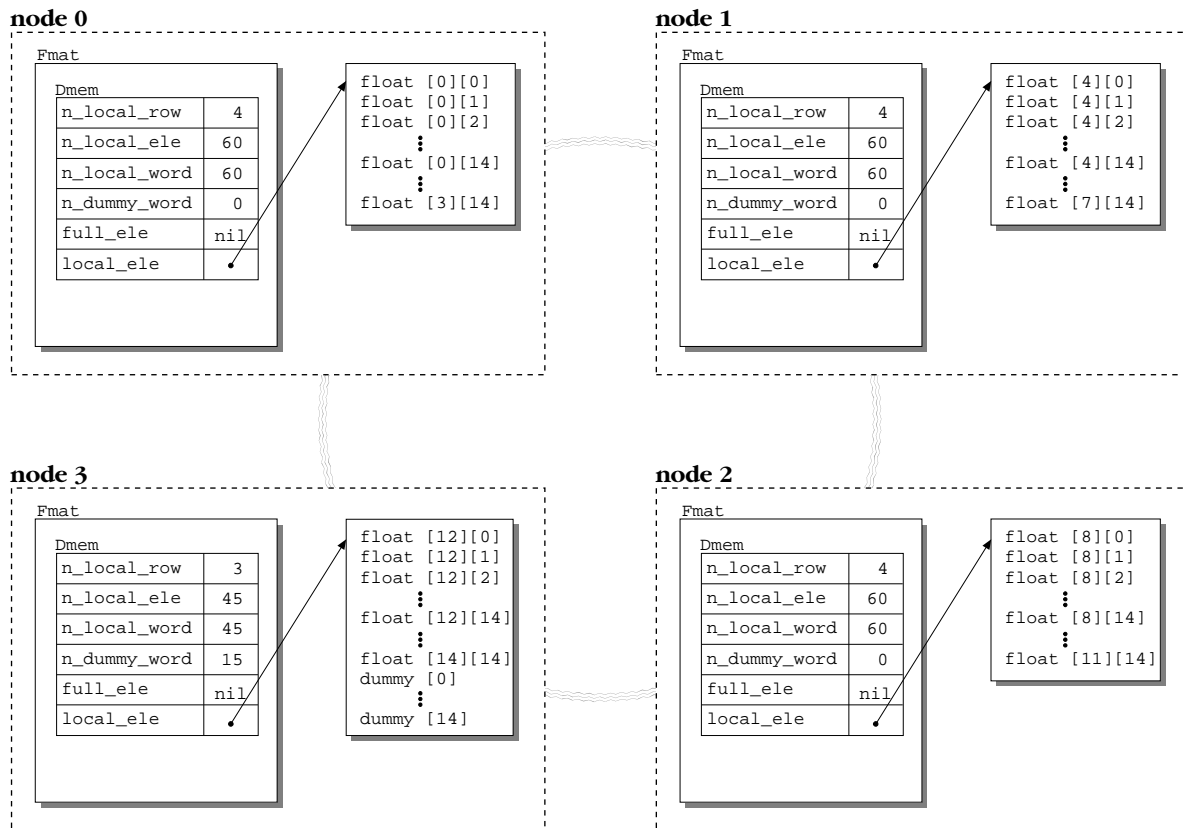 node 0
Fmat
Dmem
n_local_row 4
n_local_ele 60
n_local_word 60
n_dummy_word 0
full_ele nil
local_ele
float [0][0]
float [0][1]
float [0][2]
float [0][14]
float [3][14]
node 1
Fmat
Dmem
n_local_row 4
n_local_ele 60
n_local_word 60
n_dummy_word 0
full_ele nil
local_ele
float [4][0]
float [4][1]
float [4][2]
float [4][14]
float [7][14]
node 3
Fmat
Dmem
n_local_row 3
n_local_ele 45
n_local_word 45
n_dummy_word 15
full_ele nil
local_ele
float [12][0]
float [12][1]
float [12][2]
float [12][14]
float [14][14]
dummy [0]
dummy [14]
node 2
Fmat
Dmem
n_local_row 4
n_local_ele 60
n_local_word 60
n_dummy_word 0
full_ele nil
local_ele
float [8][0]
float [8][1]
float [8][2]
float [8][14]
float [11][14]